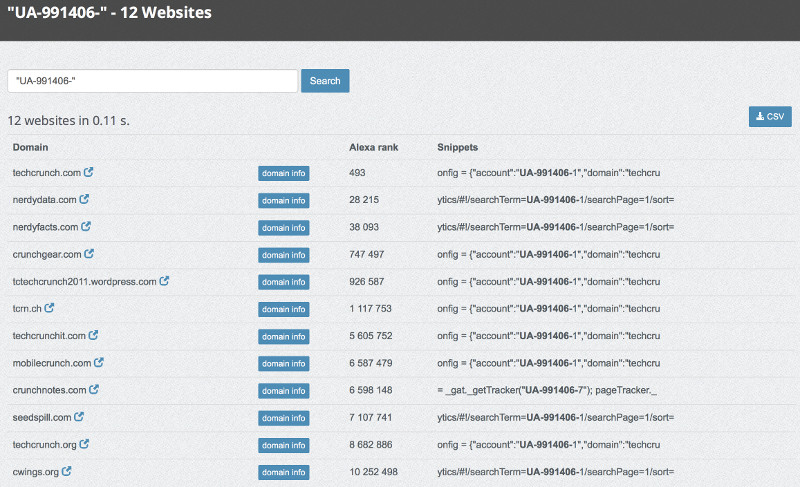 "UA-991406-" - 12 Websites
"UA-991406-" Search
12 websites in 0.11 s. CSV
Domain Alexa rank Snippets
techcrunch.com domain info 493 onfig = {"account":"UA-991406-1","domain":"techcru
nerdydata.com domain info 28 215 ytics/#!/searchTerm=UA-991406-1/searchPage=1/sort=
nerdyfacts.com domain info 38 093 ytics/#!/searchTerm=UA-991406-1/searchPage=1/sort=
crunchgear.com domain info 747 497 onfig = {"account":"UA-991406-1","domain":"techcru
tctechcrunch2011.wordpress.com domain info 926 587 onfig = {"account":"UA-991406-1","domain":"techcru
tcrn.ch domain info 1 117 753 onfig = {"account":"UA-991406-1","domain":"techcru
techcrunchit.com domain info 5 605 752 onfig = {"account":"UA-991406-1","domain":"techcru
mobilecrunch.com domain info 6 587 479 onfig = {"account":"UA-991406-1","domain":"techcru
crunchnotes.com domain info 6 598 148 = _gat._getTracker("UA-991406-7"); pageTracker._
seedspill.com domain info 7 107 741 ytics/#!/searchTerm=UA-991406-1/searchPage=1/sort=
techcrunch.org domain info 8 682 886 onfig = {"account":"UA-991406-1","domain":"techcru
cwings.org domain info 10 252 498 ytics/#!/searchTerm=UA-991406-1/searchPage=1/sort=